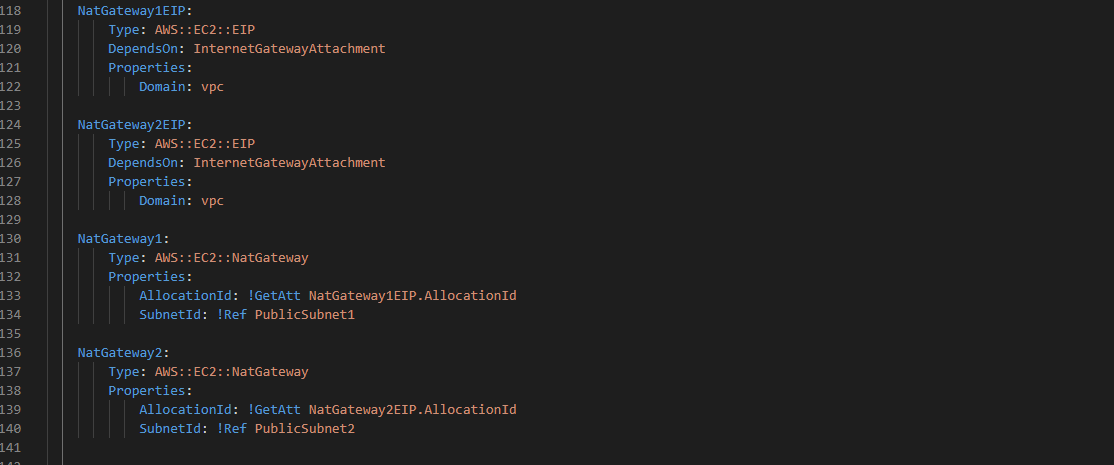 118 NatGateway1EIP:
119 Type: AWS::EC2::EIP
120 DependsOn: InternetGatewayAttachment
121 Properties:
122 Domain: vpc
123
124 NatGateway2EIP:
125 Type: AWS::EC2::EIP
126 DependsOn: InternetGatewayAttachment
127 Properties:
128 Domain: vpc
129
130 NatGateway1:
131 Type: AWS::EC2::NatGateway
132 Properties:
133 AllocationId: !GetAtt NatGateway1EIP.AllocationId
134 SubnetId: !Ref PublicSubnet1
135
136 NatGateway2:
137 Type: AWS::EC2::NatGateway
138 Properties:
139 AllocationId: !GetAtt NatGateway2EIP.AllocationId
140 SubnetId: !Ref PublicSubnet2
141